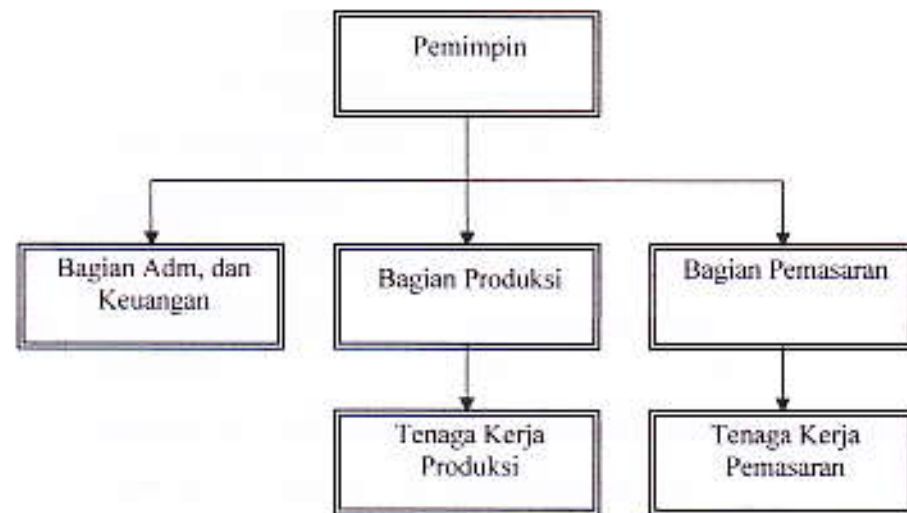 Pemimpin
Bagian Adm, dan
Keuangan
Bagian Produksi
Bagian Pemasaran
Tenaga Kerja
Produksi
Tenaga Kerja
Pemasaran